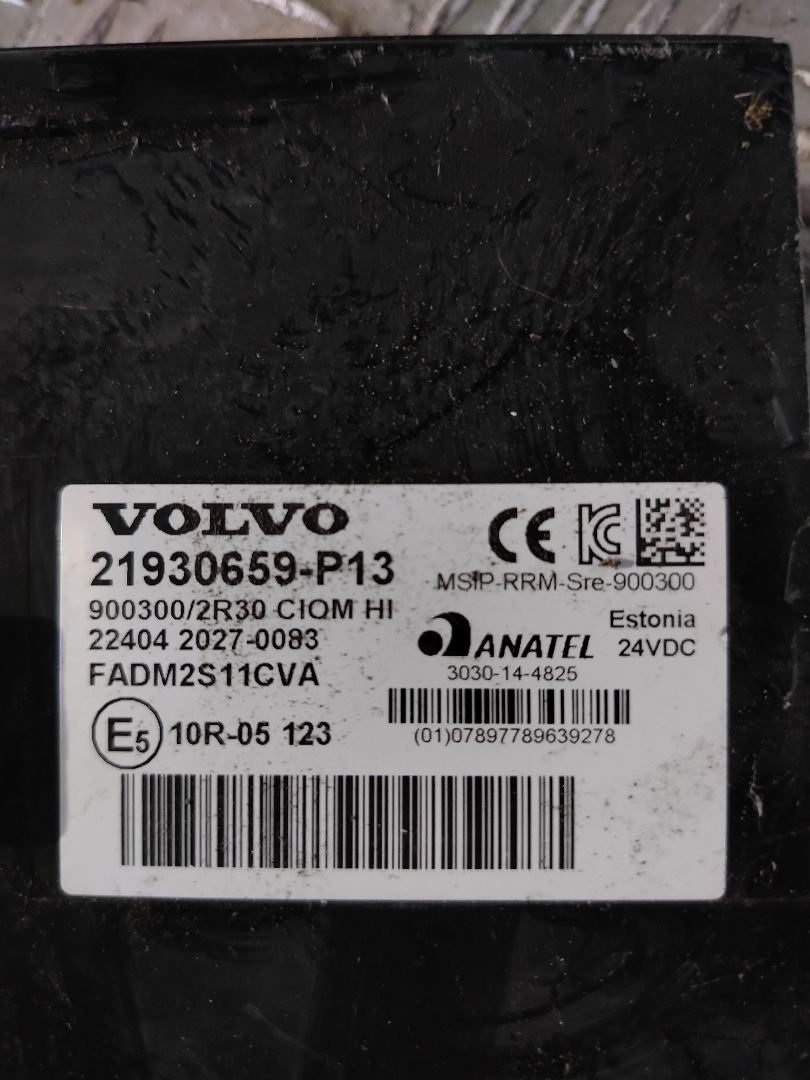 VOLVO
21930659-P13
900300/2R30 CIOM HI
22404 2027-0083
FADM2S11CVA
E5 10R-05 123
CE
MSIP-RRM-Sre-900300
Estonia
ANATEL 24VDC
3030-14-4825
(01)07897789639278